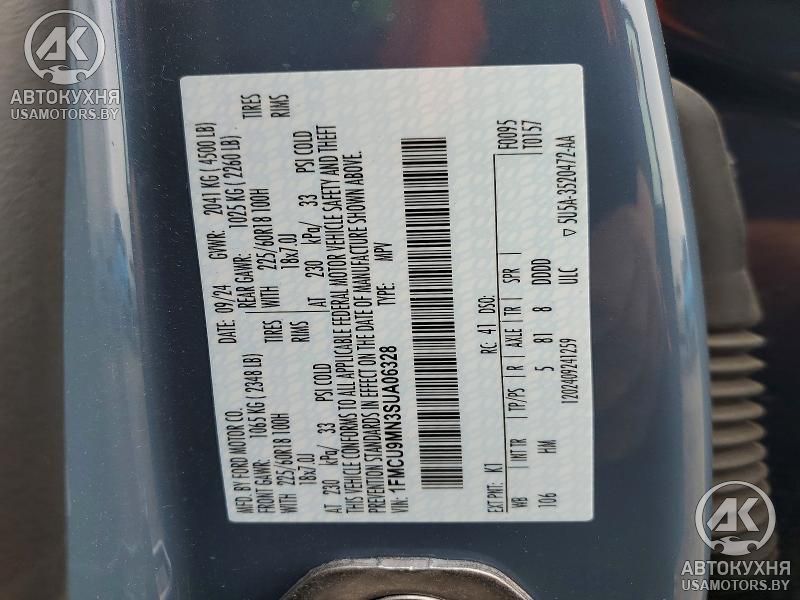 АК
АВТОКУХНЯ
USAMOTORS.BY
MFD. BY FORD MOTOR CO.
DATE: 09/24
GVWR: 2041 KG ( 4500 LB)
FRONT GAWR: 1065 KG ( 2348 LB)
REAR GAWR: 1025 KG ( 2260 LB)
WITH 225/60R18 100H TIRES
WITH 225/60R18 100H TIRES
18x7.0J RIMS
18x7.0J RIMS
AT 230 kPa/ 33 PSI COLD
AT 230 kPa/ 33 PSI COLD
THIS VEHICLE CONFORMS TO ALL APPLICABLE FEDERAL MOTOR VEHICLE SAFETY AND THEFT
PREVENTION STANDARDS IN EFFECT ON THE DATE OF MANUFACTURE SHOWN ABOVE.
VIN: 1FMCU9MN3SUA06328
TYPE: MPV
F0095
T0157
EXT PNT: K1 RC: 41 DSO:
WB INT TR TP/PS R AXLE TR SPR
106 HM 5 81 8 DDDD
1202409241259 ULC
▽ SU5A-3520472-AA
АК
АВТОКУХНЯ
USAMOTORS.BY